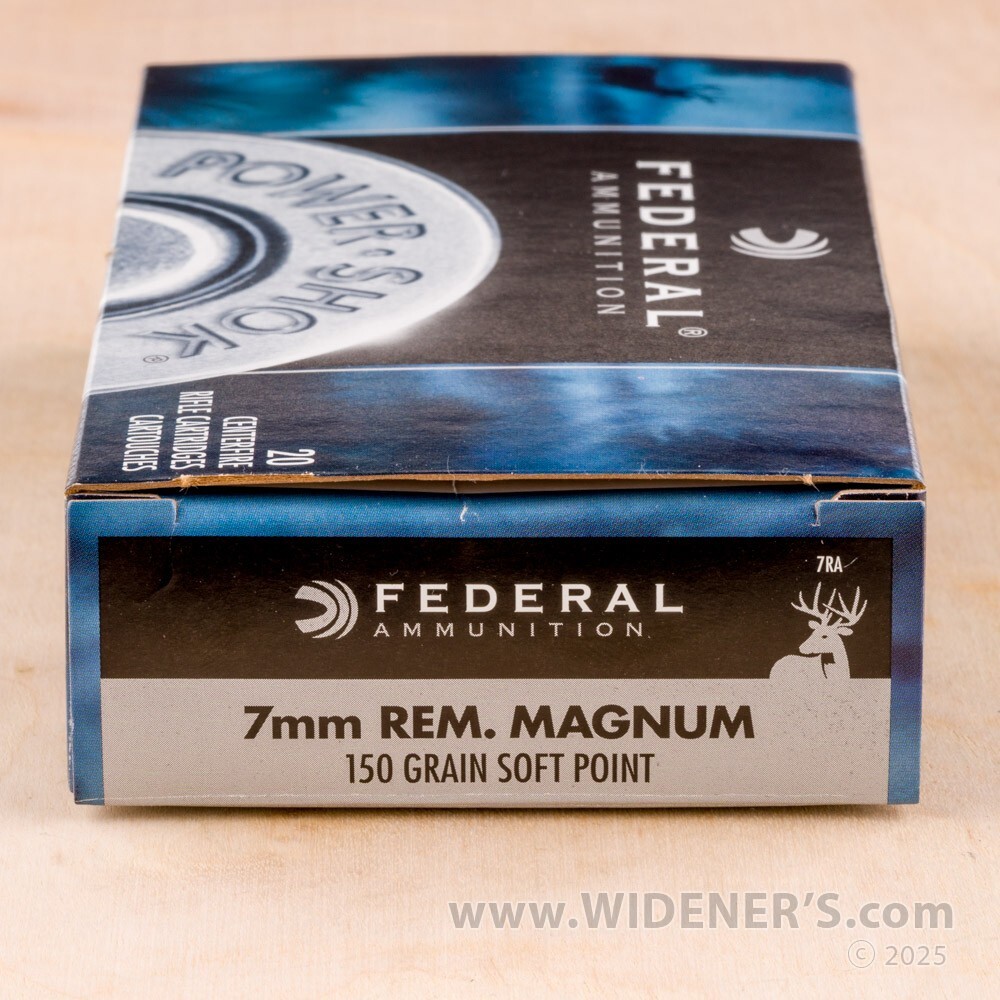 POWER•SHOK®
FEDERAL®
AMMUNITION
20
CENTERFIRE
RIFLE CARTRIDGES
CARTOUCHES
7RA
FEDERAL
AMMUNITION
7mm REM. MAGNUM
150 GRAIN SOFT POINT
www.WIDENER'S.com
© 2025